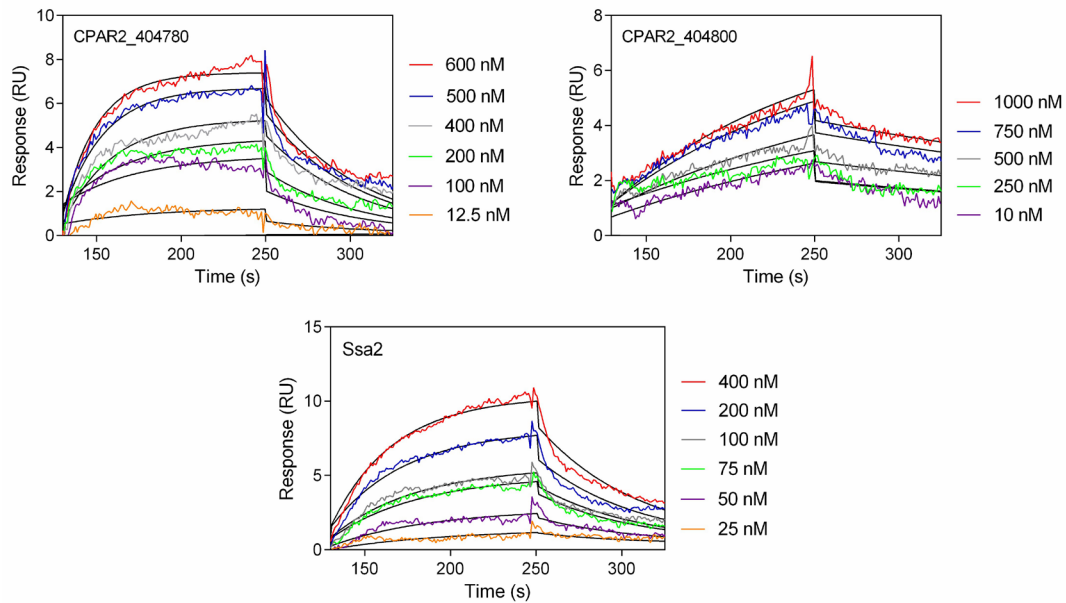 CPAR2_404780
Response (RU)
10
8
6
4
2
0
150 200 250 300
Time (s)
600 nM
500 nM
400 nM
200 nM
100 nM
12.5 nM
CPAR2_404800
Response (RU)
8
6
4
2
0
150 200 250 300
Time (s)
1000 nM
750 nM
500 nM
250 nM
10 nM
Ssa2
Response (RU)
15
10
5
0
150 200 250 300
Time (s)
400 nM
200 nM
100 nM
75 nM
50 nM
25 nM